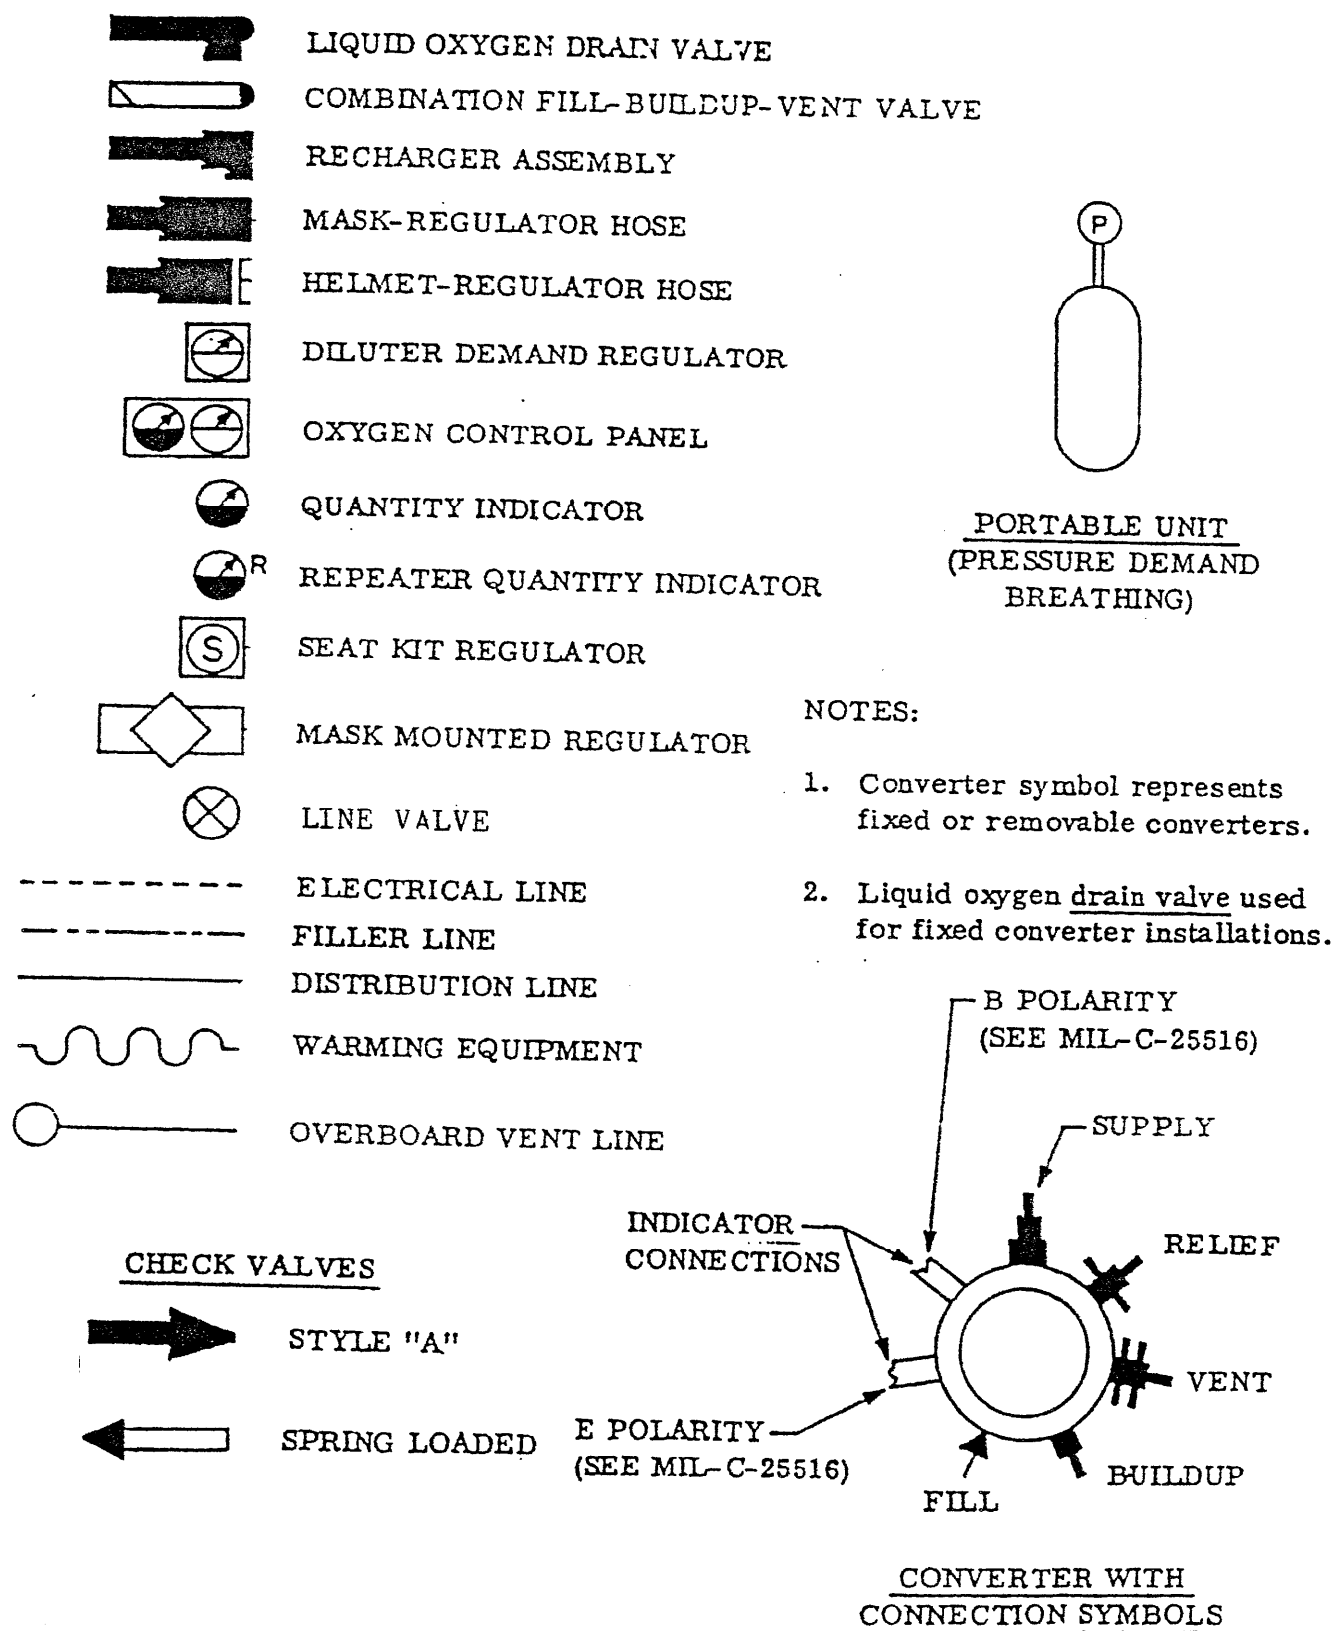 LIQUID OXYGEN DRAIN VALVE
COMBINATION FILL-BUILDUP-VENT VALVE
RECHARGER ASSEMBLY
MASK-REGULATOR HOSE
HELMET-REGULATOR HOSE
DILUTER DEMAND REGULATOR
OXYGEN CONTROL PANEL
QUANTITY INDICATOR
R REPEATER QUANTITY INDICATOR
S SEAT KIT REGULATOR
MASK MOUNTED REGULATOR
LINE VALVE
ELECTRICAL LINE
FILLER LINE
DISTRIBUTION LINE
WARMING EQUIPMENT
OVERBOARD VENT LINE
CHECK VALVES
STYLE "A"
SPRING LOADED
P
PORTABLE UNIT
(PRESSURE DEMAND
BREATHING)
NOTES:
1. Converter symbol represents
fixed or removable converters.
2. Liquid oxygen drain valve used
for fixed converter installations.
B POLARITY
(SEE MIL-C-25516)
SUPPLY
INDICATOR
CONNECTIONS
RELIEF
VENT
E POLARITY
(SEE MIL-C-25516)
BUILDUP
FILL
CONVERTER WITH
CONNECTION SYMBOLS